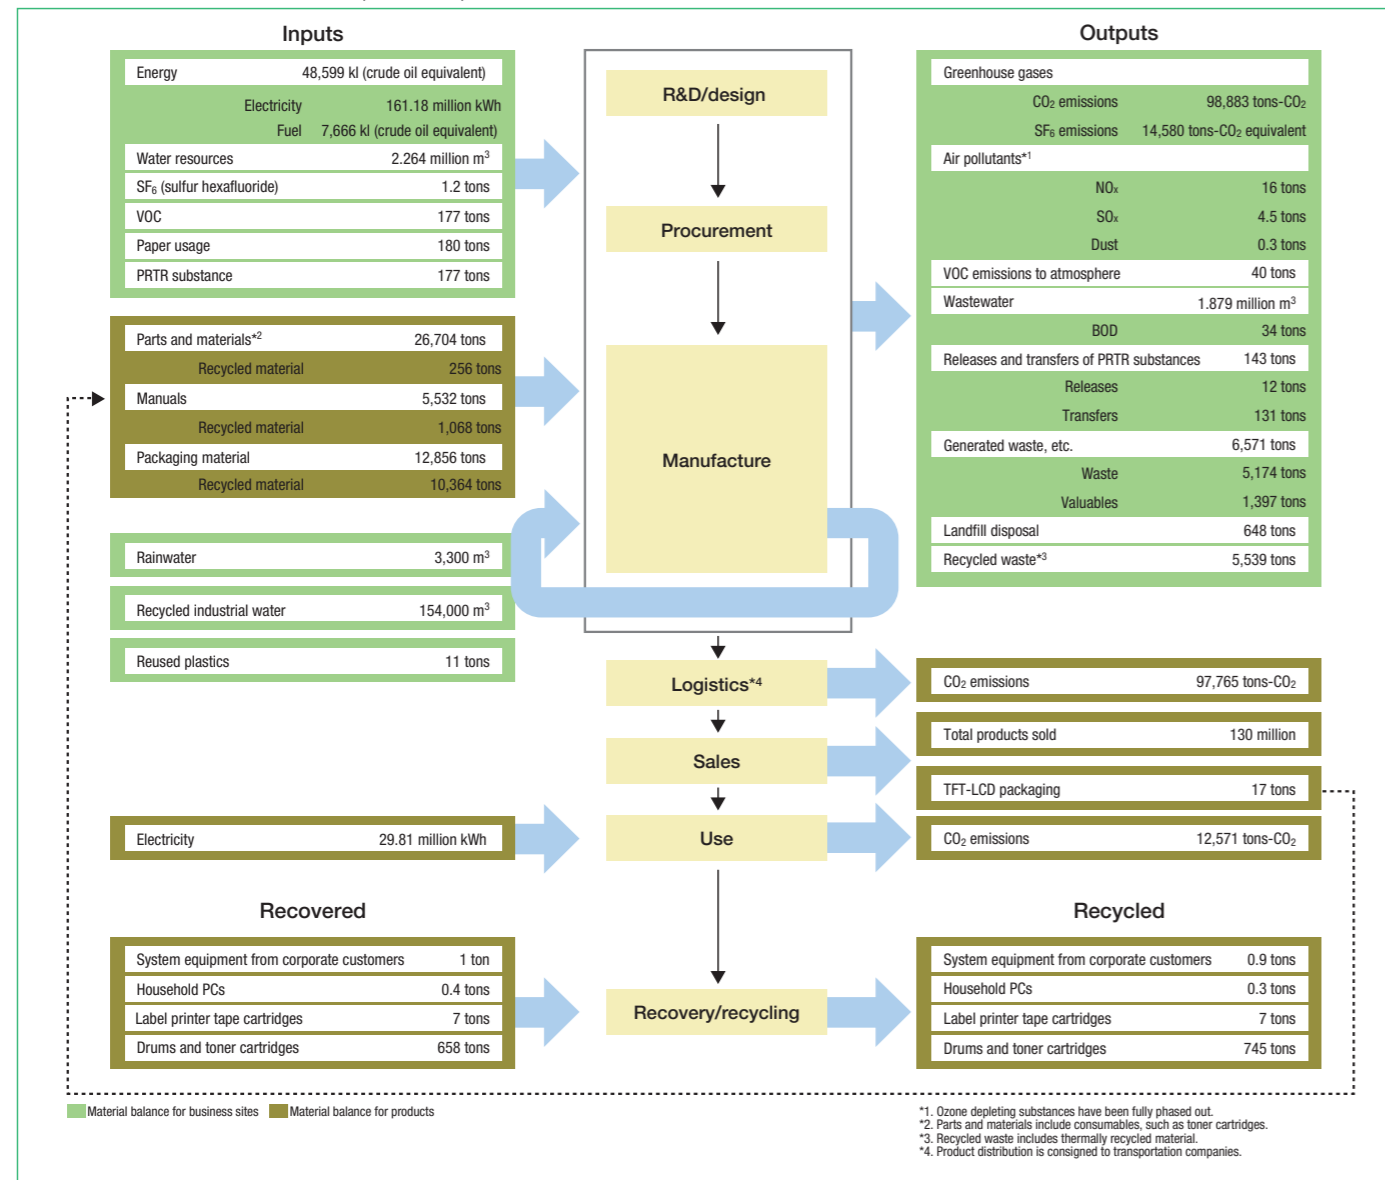 Inputs
Energy 48,599 kl (crude oil equivalent)
Electricity 161.18 million kWh
Fuel 7,666 kl (crude oil equivalent)
Water resources 2.264 million m³
SF₆ (sulfur hexafluoride) 1.2 tons
VOC 177 tons
Paper usage 180 tons
PRTR substance 177 tons
Parts and materials*² 26,704 tons
Recycled material 256 tons
Manuals 5,532 tons
Recycled material 1,068 tons
Packaging material 12,856 tons
Recycled material 10,364 tons
Rainwater 3,300 m³
Recycled industrial water 154,000 m³
Reused plastics 11 tons
Electricity 29.81 million kWh
Recovered
System equipment from corporate customers 1 ton
Household PCs 0.4 tons
Label printer tape cartridges 7 tons
Drums and toner cartridges 658 tons
R&D/design
Procurement
Manufacture
Logistics*⁴
Sales
Use
Recovery/recycling
Outputs
Greenhouse gases
CO₂ emissions 98,883 tons-CO₂
SF₆ emissions 14,580 tons-CO₂ equivalent
Air pollutants*¹
NOₓ 16 tons
SOₓ 4.5 tons
Dust 0.3 tons
VOC emissions to atmosphere 40 tons
Wastewater 1.879 million m³
BOD 34 tons
Releases and transfers of PRTR substances 143 tons
Releases 12 tons
Transfers 131 tons
Generated waste, etc. 6,571 tons
Waste 5,174 tons
Valuables 1,397 tons
Landfill disposal 648 tons
Recycled waste*³ 5,539 tons
CO₂ emissions 97,765 tons-CO₂
Total products sold 130 million
TFT-LCD packaging 17 tons
CO₂ emissions 12,571 tons-CO₂
Recycled
System equipment from corporate customers 0.9 tons
Household PCs 0.3 tons
Label printer tape cartridges 7 tons
Drums and toner cartridges 745 tons
Material balance for business sites Material balance for products
*1. Ozone depleting substances have been fully phased out.
*2. Parts and materials include consumables, such as toner cartridges.
*3. Recycled waste includes thermally recycled material.
*4. Product distribution is consigned to transportation companies.